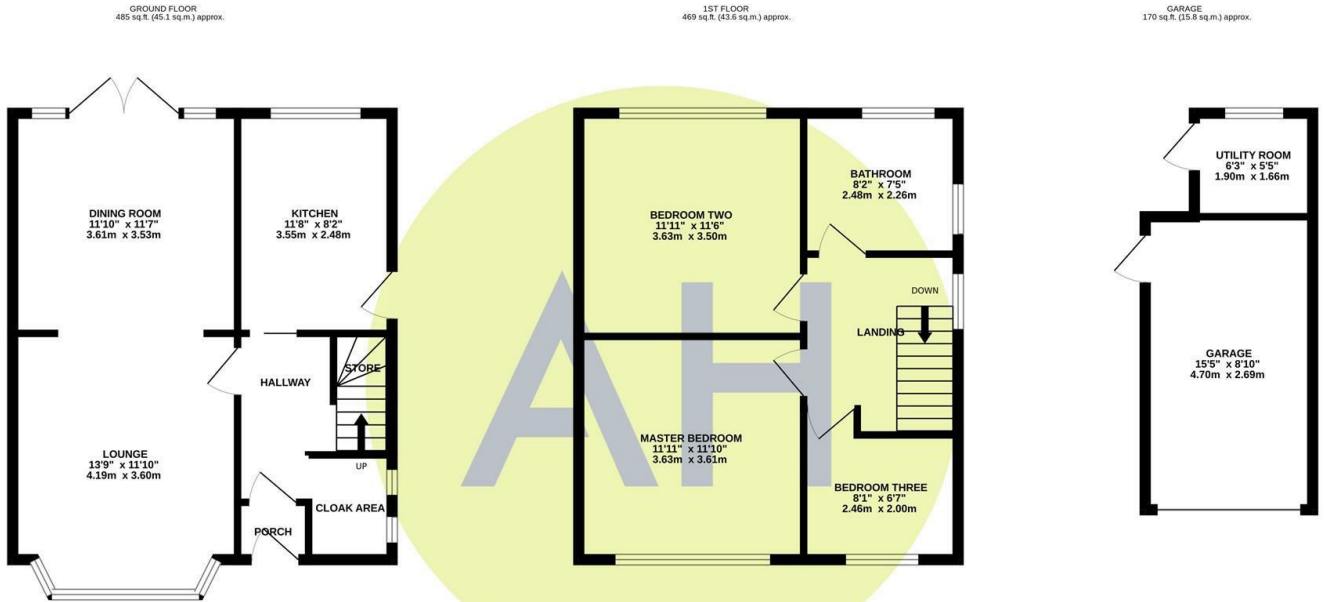 GROUND FLOOR
485 sq.ft. (45.1 sq.m.) approx.
1ST FLOOR
469 sq.ft. (43.6 sq.m.) approx.
GARAGE
170 sq.ft. (15.8 sq.m.) approx.
DINING ROOM
11'10" x 11'7"
3.61m x 3.53m
KITCHEN
11'8" x 8'2"
3.55m x 2.48m
HALLWAY
STORE
LOUNGE
13'9" x 11'10"
4.19m x 3.60m
UP
CLOAK AREA
PORCH
BEDROOM TWO
11'11" x 11'6"
3.63m x 3.50m
BATHROOM
8'2" x 7'5"
2.48m x 2.26m
DOWN
LANDING
MASTER BEDROOM
11'11" x 11'10"
3.63m x 3.61m
BEDROOM THREE
8'1" x 6'7"
2.46m x 2.00m
AH
UTILITY ROOM
6'3" x 5'5"
1.90m x 1.66m
GARAGE
15'5" x 8'10"
4.70m x 2.69m